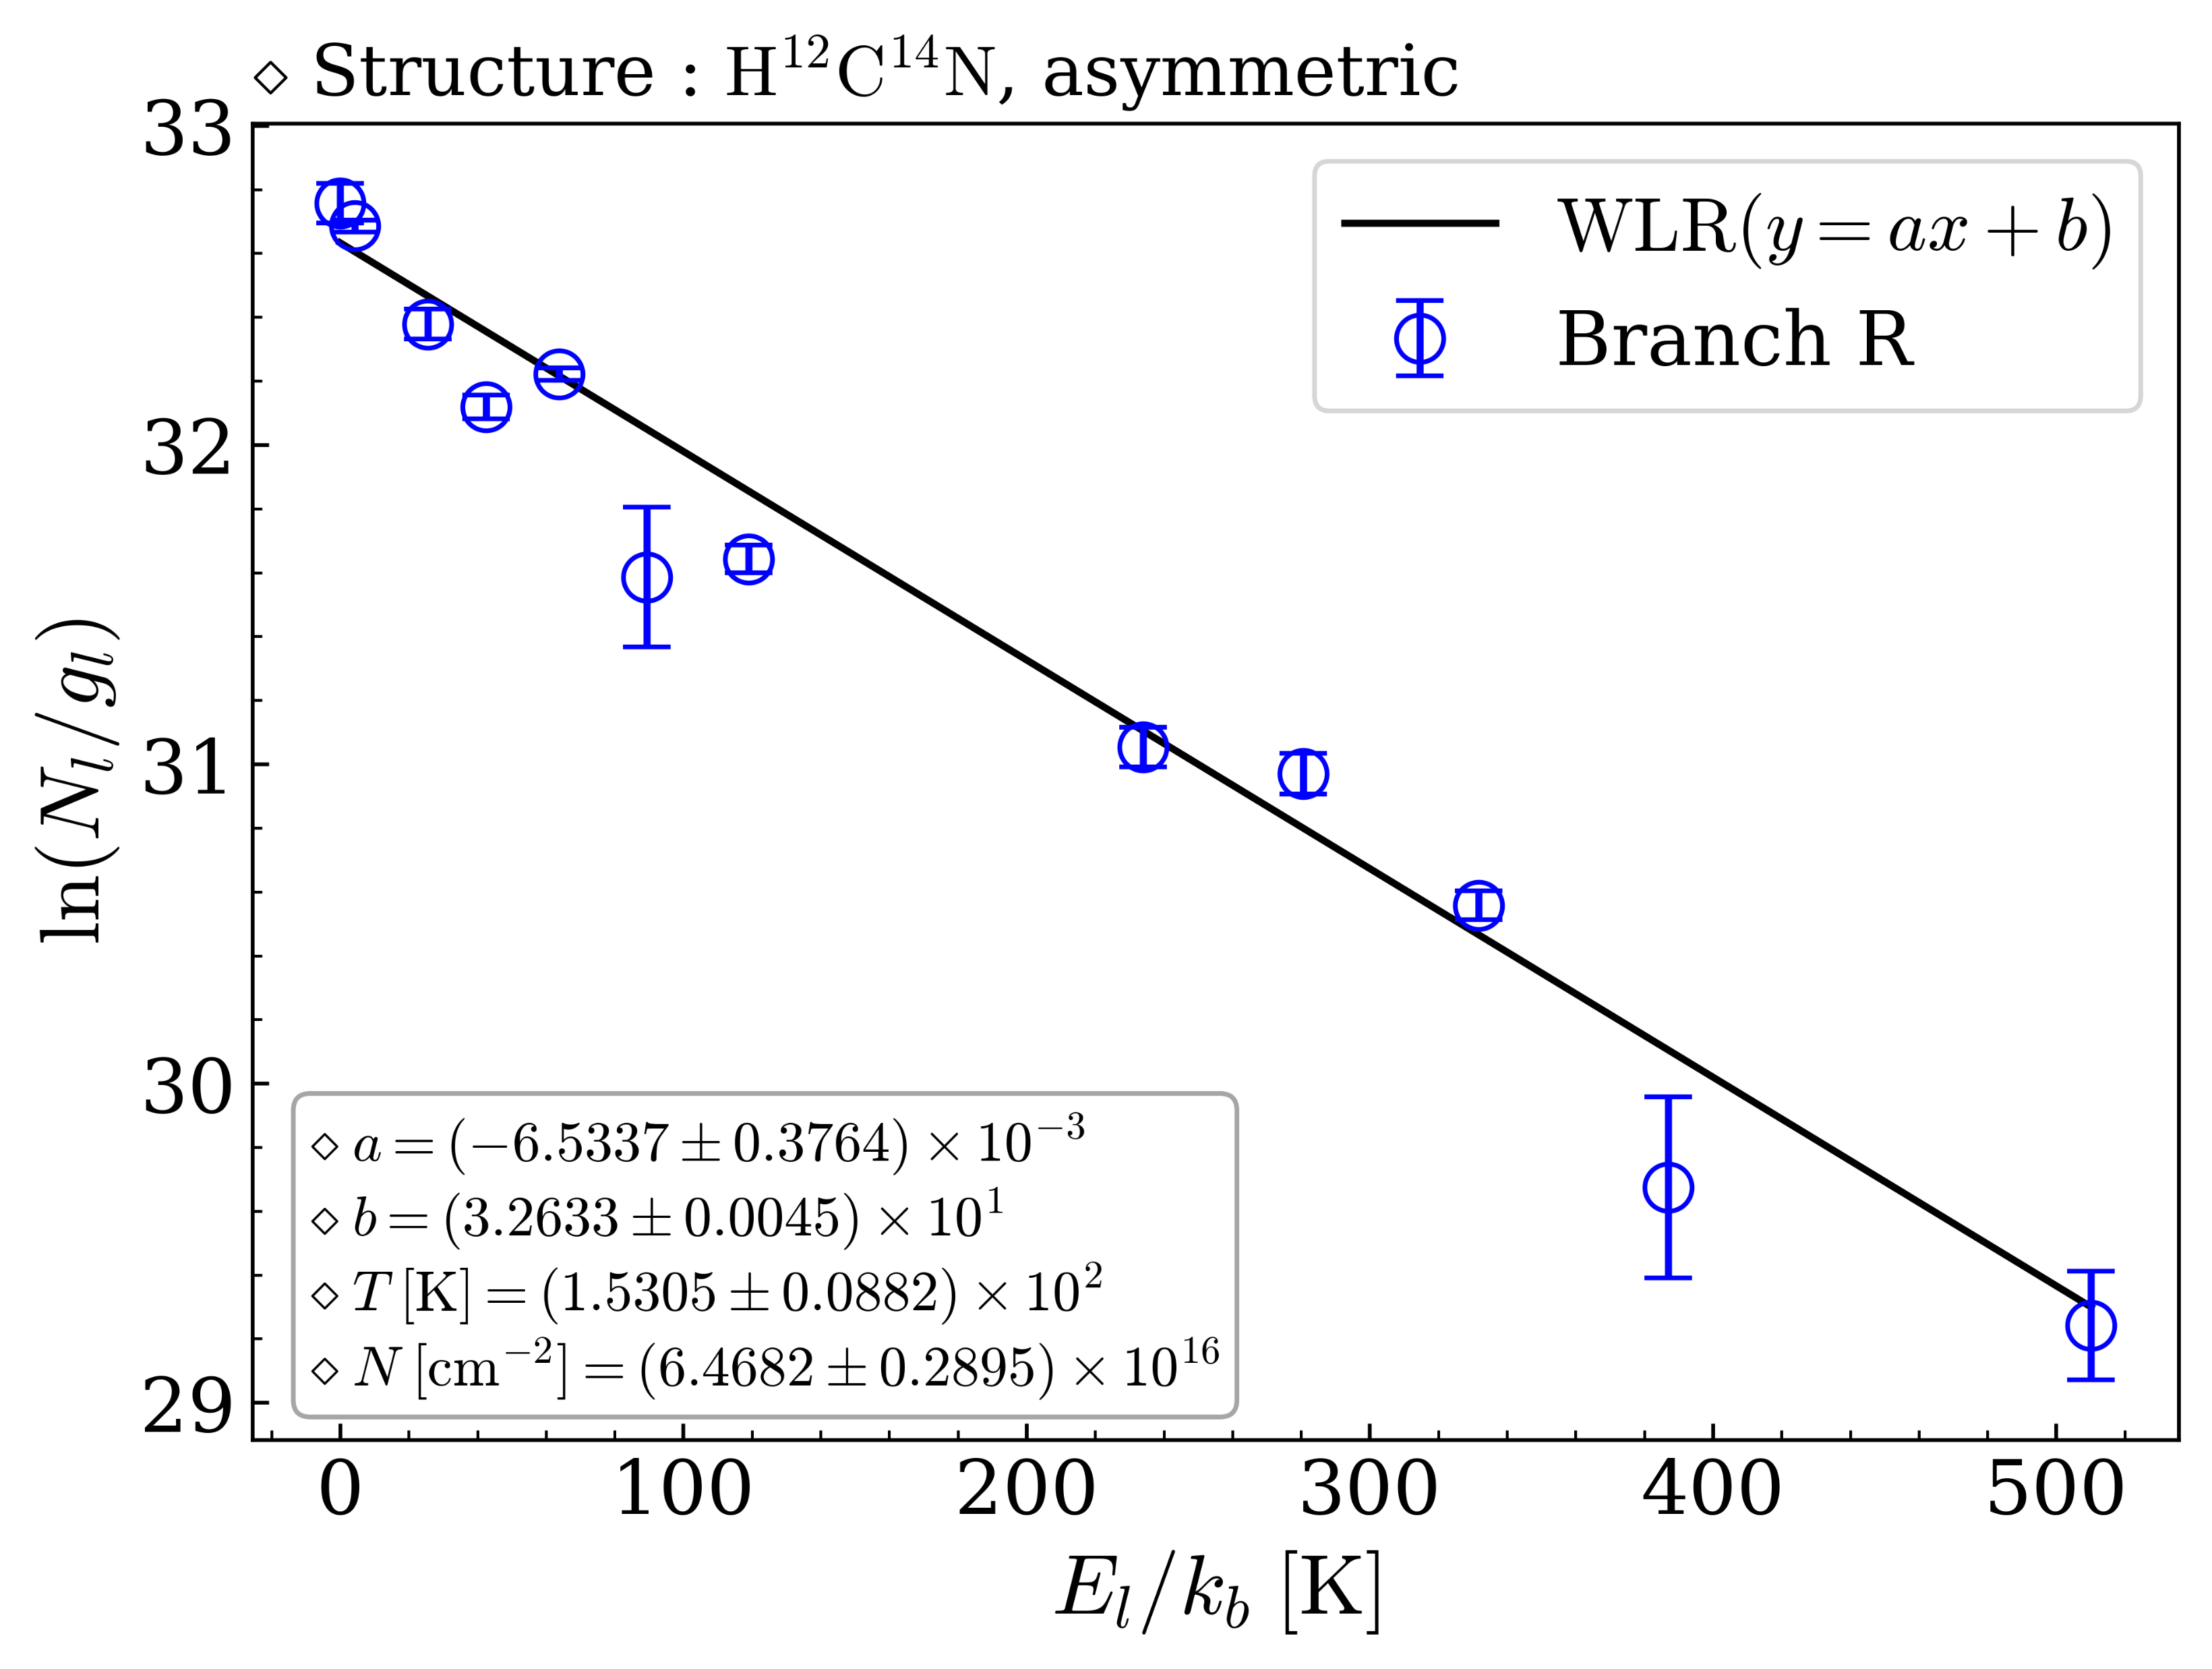 ⋄ Structure : H¹²C¹⁴N, asymmetric
33
32
31
30
29
ln(Nₗ/gₗ)
WLR(y = ax + b)
Branch R
⋄ a = (−6.5337 ± 0.3764) × 10⁻³
⋄ b = (3.2633 ± 0.0045) × 10¹
⋄ T [K] = (1.5305 ± 0.0882) × 10²
⋄ N [cm⁻²] = (6.4682 ± 0.2895) × 10¹⁶
0 100 200 300 400 500
E_l/k_b [K]